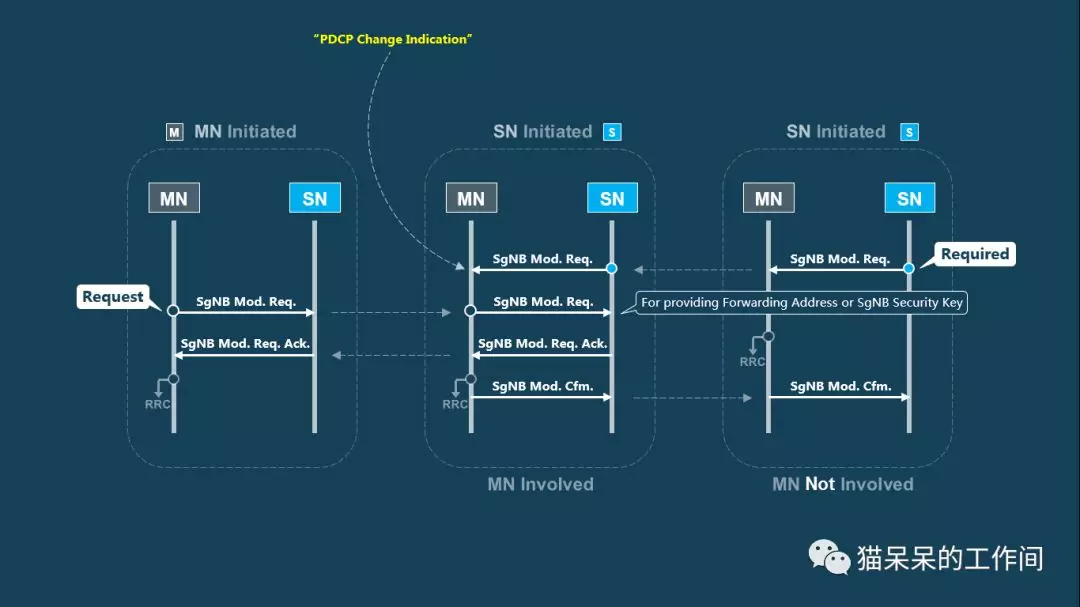 “PDCP Change Indication”
M MN Initiated
SN Initiated S
SN Initiated S
MN SN
MN SN
MN SN
Request
SgNB Mod. Req.
SgNB Mod. Req. Ack.
RRC
SgNB Mod. Req.
SgNB Mod. Req.
For providing Forwarding Address or SgNB Security Key
SgNB Mod. Req. Ack.
SgNB Mod. Cfm.
RRC
MN Involved
SgNB Mod. Req.
Required
RRC
SgNB Mod. Cfm.
MN Not Involved
猫呆呆的工作间